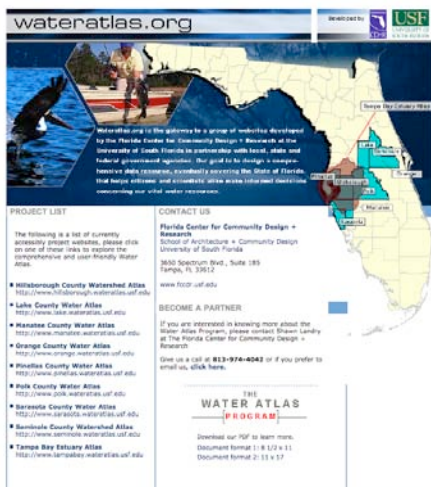 wateratlas.org
Developed by
USF
UNIVERSITY OF
SOUTH FLORIDA
Wateratlas.org is the gateway to a group of websites developed
by the Florida Center for Community Design + Research at the
University of South Florida in partnership with local, state and
federal government agencies. Our goal is to design a compre-
hensive data resource, eventually covering the State of Florida,
that helps citizens and scientists alike make informed decisions
concerning our vital water resources.
Tampa Bay Estuary Atlas
Lake
Seminole
Orange
Pinellas
Hillsborough
Polk
Manatee
Sarasota
PROJECT LIST
The following is a list of currently
accessibly project websites, please click
on one of these links to explore the
comprehensive and user-friendly Water
Atlas.
Hillsborough County Watershed Atlas
http://www.hillsborough.wateratlas.usf.edu
Lake County Water Atlas
http://www.lake.wateratlas.usf.edu
Manatee County Water Atlas
http://www.manatee.wateratlas.usf.edu
Orange County Water Atlas
http://www.orange.wateratlas.usf.edu
Pinellas County Water Atlas
http://www.pinellas.wateratlas.usf.edu
Polk County Water Atlas
http://www.polk.wateratlas.usf.edu
Sarasota County Water Atlas
http://www.sarasota.wateratlas.usf.edu
Seminole County Watershed Atlas
http://www.seminole.wateratlas.usf.edu
Tampa Bay Estuary Atlas
http://www.tampabay.wateratlas.usf.edu
CONTACT US
Florida Center for Community Design +
Research
School of Architecture + Community Design
University of South Florida
3650 Spectrum Blvd., Suite 185
Tampa, FL 33612
www.fccdr.usf.edu
BECOME A PARTNER
If you are interested in knowing more about the
Water Atlas Program, please contact Shawn Landry
at The Florida Center for Community Design +
Research
Give us a call at 813-974-4042 or if you prefer to
email us, click here.
THE
WATER ATLAS
[PROGRAM]
Download our PDF to learn more.
Document format 1: 8 1/2 x 11
Document format 2: 11 x 17